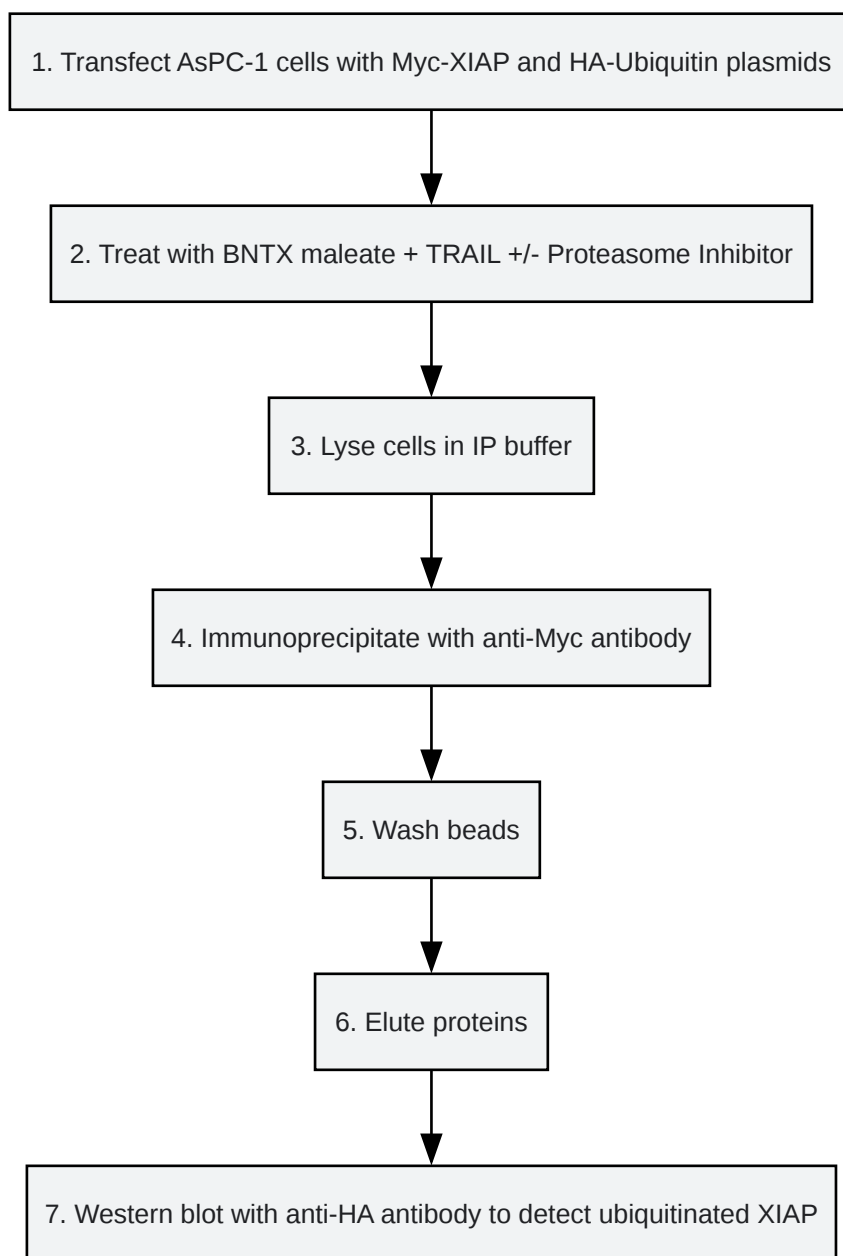 1. Transfect AsPC-1 cells with Myc-XIAP and HA-Ubiquitin plasmids
2. Treat with BNTX maleate + TRAIL +/- Proteasome Inhibitor
3. Lyse cells in IP buffer
4. Immunoprecipitate with anti-Myc antibody
5. Wash beads
6. Elute proteins
7. Western blot with anti-HA antibody to detect ubiquitinated XIAP